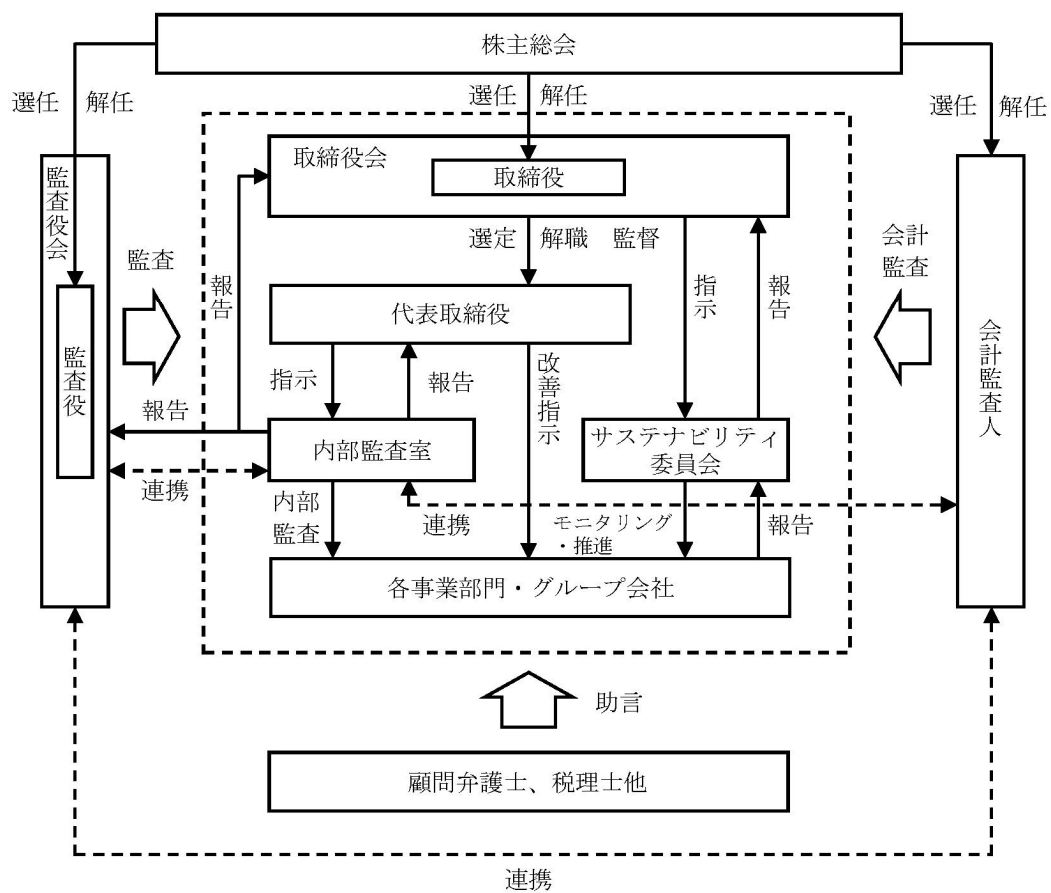 株主総会
選任
解任
選任
解任
選任
解任
取締役会
取締役
監査役会
監査役
監査
会計
監査
会計監査人
選定
解職
監督
報告
指示
報告
代表取締役
指示
報告
改善指示
報告
内部監査室
サステナビリティ
委員会
連携
内部
監査
連携
モニタリング
・推進
報告
各事業部門・グループ会社
助言
顧問弁護士、税理士他
連携